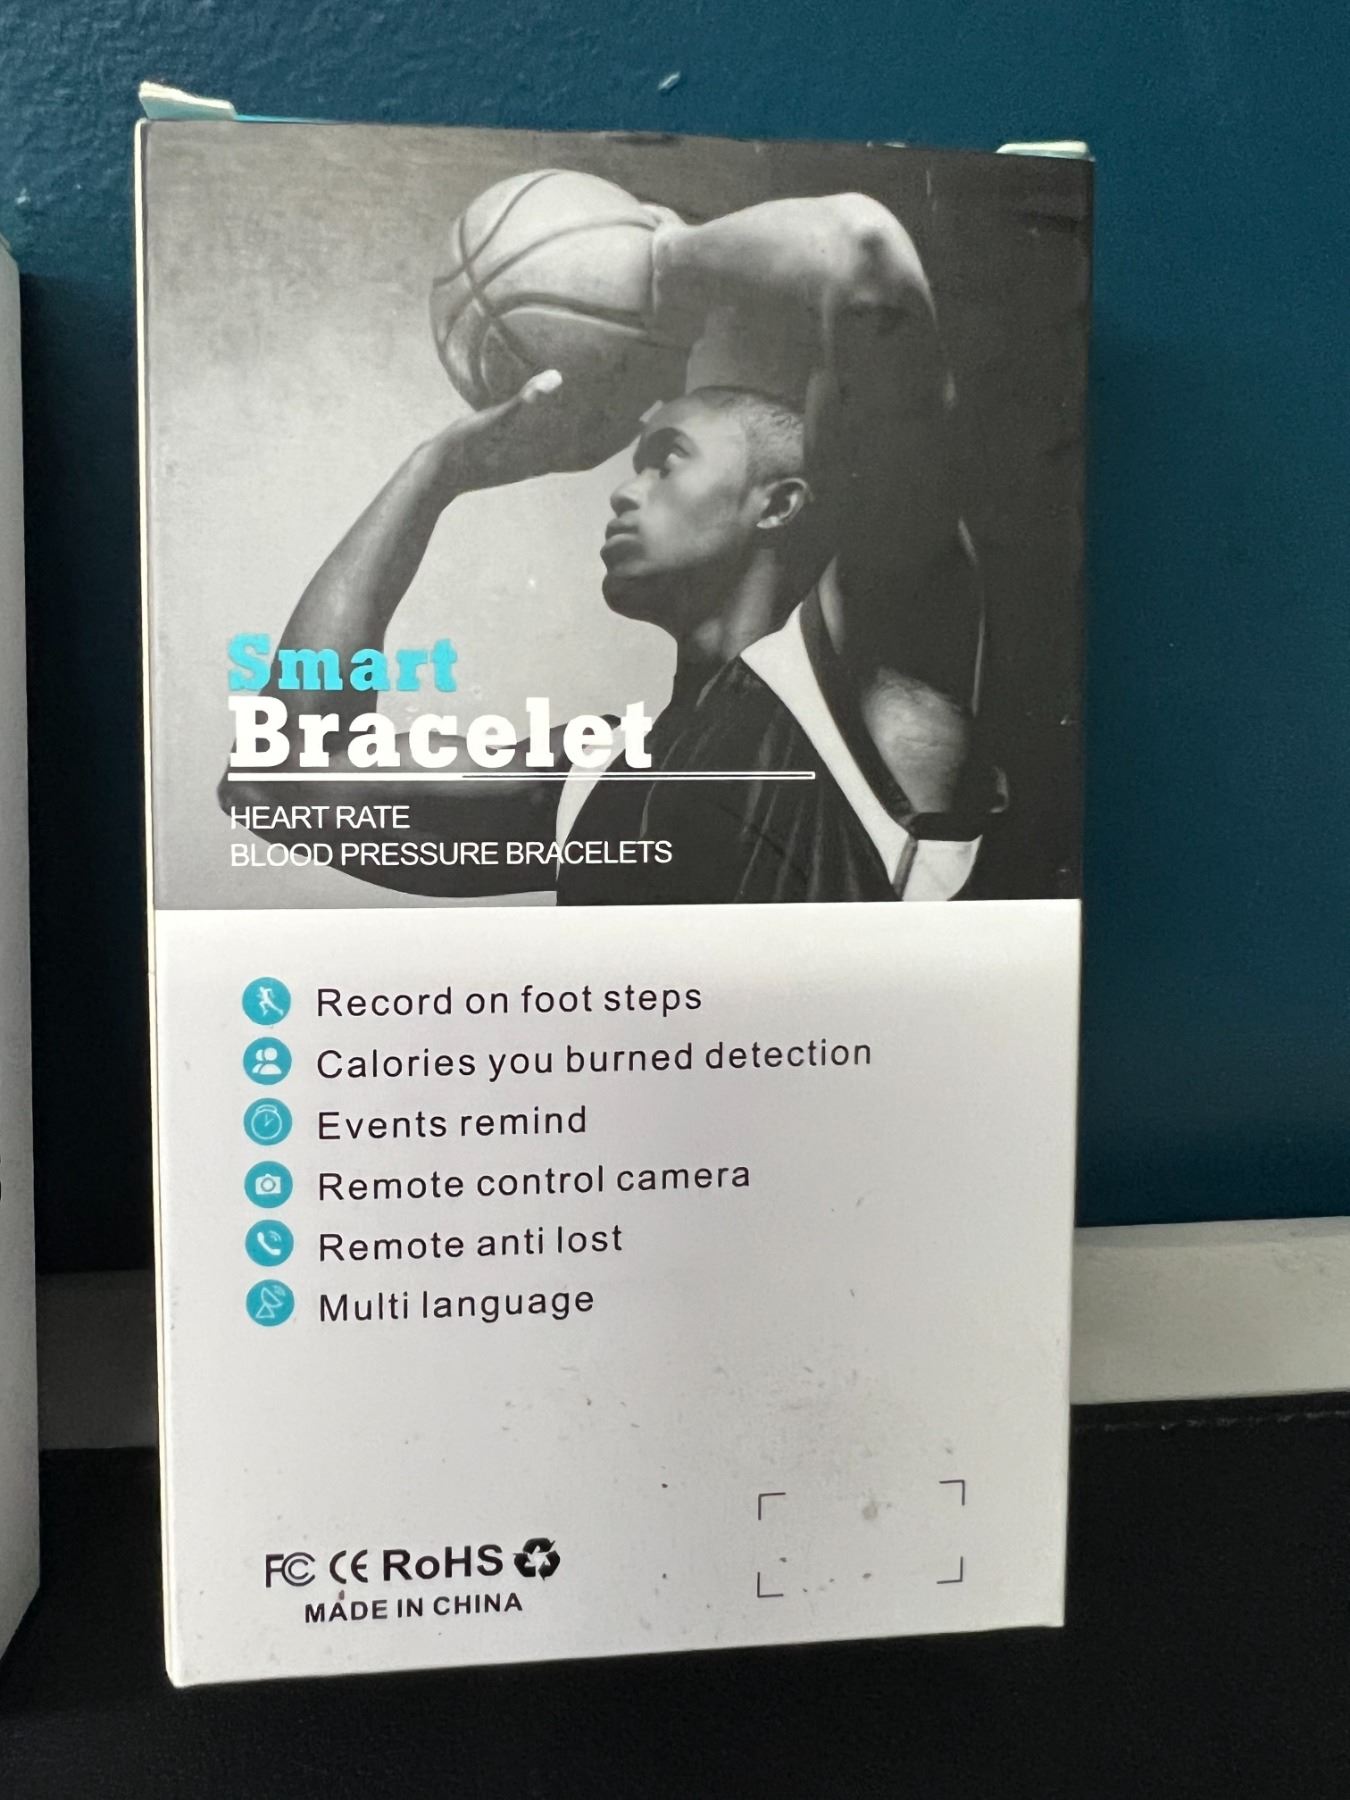 Smart
Bracelet
HEART RATE
BLOOD PRESSURE BRACELETS
Record on foot steps
Calories you burned detection
Events remind
Remote control camera
Remote anti lost
Multi language
FC CE RoHS
MADE IN CHINA